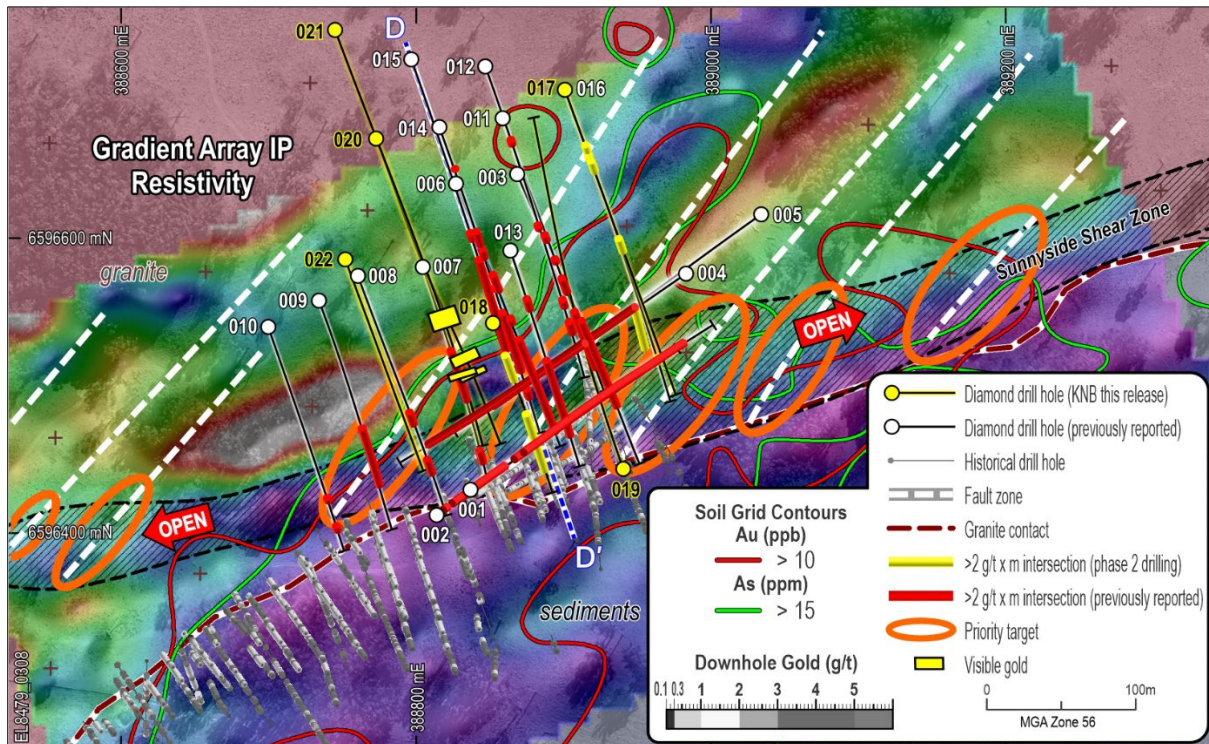 388600 mE
389000 mE
389200 mE
021
D
015
012
017
016
020
014
011
Gradient Array IP
Resistivity
006
003
013
005
6596600 mN
granite
022
008
007
004
Sunnyside Shear Zone
009
018
010
OPEN
OPEN
019
001
002
6596400 mN
D'
sediments
388800 mE
EL8479_0308
Soil Grid Contours
Au (ppb)
> 10
As (ppm)
> 15
Downhole Gold (g/t)
0.1 0.3 1 2 3 4 5
Diamond drill hole (KNB this release)
Diamond drill hole (previously reported)
Historical drill hole
Fault zone
Granite contact
>2 g/t x m intersection (phase 2 drilling)
>2 g/t x m intersection (previously reported)
Priority target
Visible gold
0 100m
MGA Zone 56